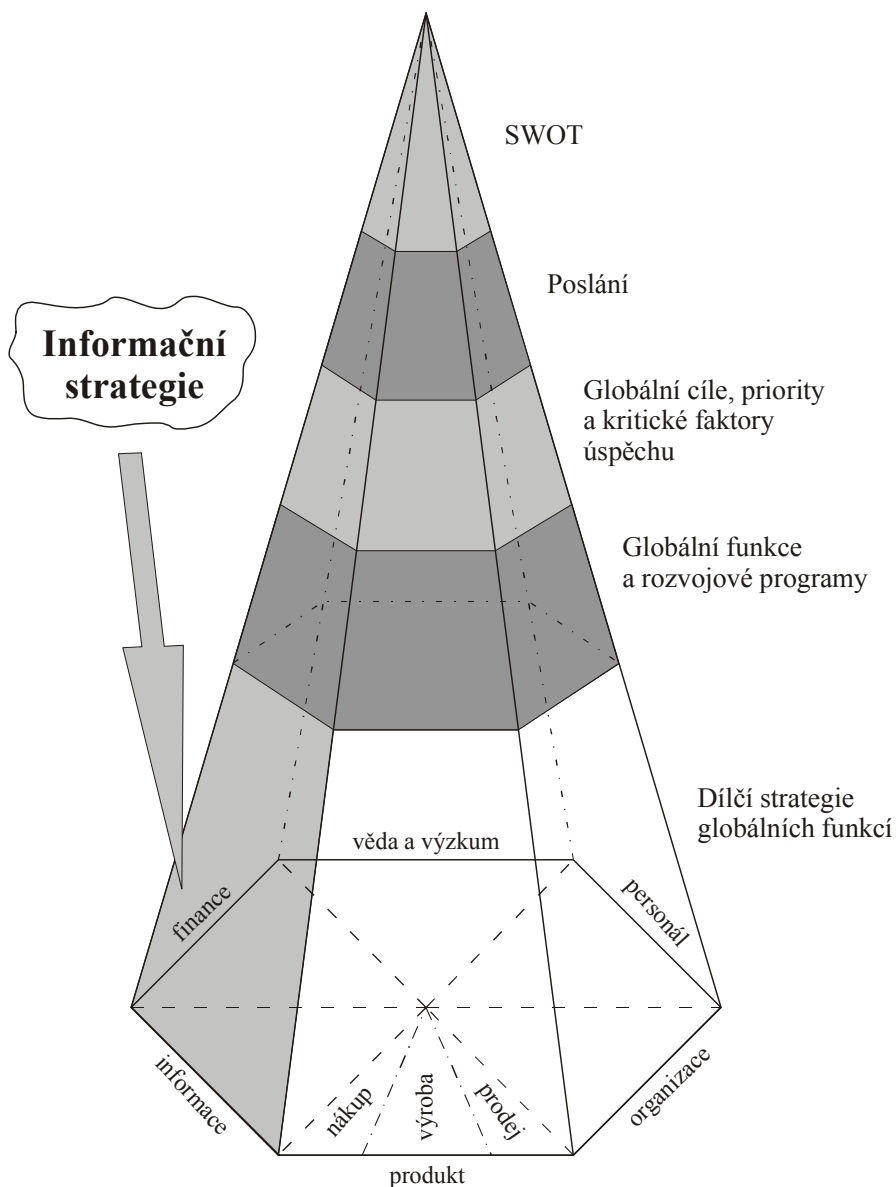 SWOT
Poslání
Informační
strategie
Globální cíle, priority
a kritické faktory
úspěchu
Globální funkce
a rozvojové programy
Dílčí strategie
globálních funkcí
věda a výzkum
finance
personál
informace
nákup
výroba
prodej
organizace
produkt